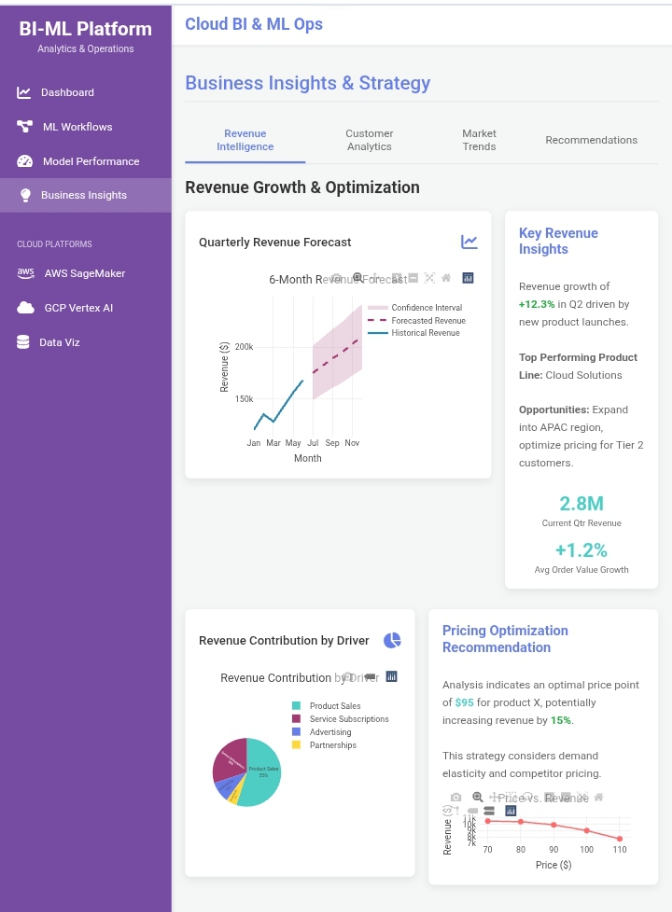 BI-ML Platform
Analytics & Operations
Dashboard
ML Workflows
Model Performance
Business Insights
CLOUD PLATFORMS
aws
AWS SageMaker
GCP Vertex AI
Data Viz
Cloud BI & ML Ops
Business Insights & Strategy
Revenue
Intelligence
Customer
Analytics
Market
Trends
Recommendations
Revenue Growth & Optimization
Quarterly Revenue Forecast
6-Month Revenue Forecast
Confidence Interval
Forecasted Revenue
Historical Revenue
Revenue ($)
200k
150k
Jan Mar May Jul Sep Nov
Month
Key Revenue
Insights
Revenue growth of
+12.3% in Q2 driven by
new product launches.
Top Performing Product
Line: Cloud Solutions
Opportunities: Expand
into APAC region,
optimize pricing for Tier 2
customers.
2.8M
Current Qtr Revenue
+1.2%
Avg Order Value Growth
Revenue Contribution by Driver
Revenue Contribution by Driver
Product Sales
Service Subscriptions
Advertising
Partnerships
Product Sales
55%
Pricing Optimization
Recommendation
Analysis indicates an optimal price point
of $95 for product X, potentially
increasing revenue by 15%.
This strategy considers demand
elasticity and competitor pricing.
Price vs. Revenue
Revenue ($)
11k
10k
9k
8k
7k
70 80 90 100 110
Price ($)